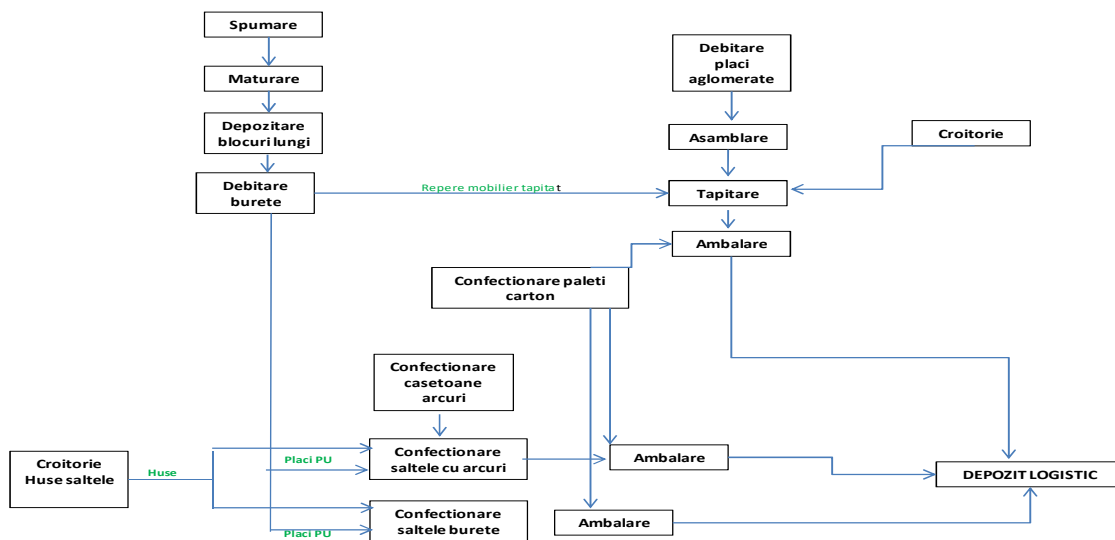 Spumare
Maturare
Depozitare
blocuri lungi
Debitare
burete
Debitare
placi
aglomerate
Asamblare
Croitorie
Repere mobilier tapitat
Tapitare
Ambalare
Confectionare paleti
carton
Confectionare
casetoane
arcuri
Croitorie
Huse saltele
Huse
Placi PU
Confectionare
saltele cu arcuri
Ambalare
DEPOZIT LOGISTIC
Placi PU
Confectionare
saltele burete
Ambalare